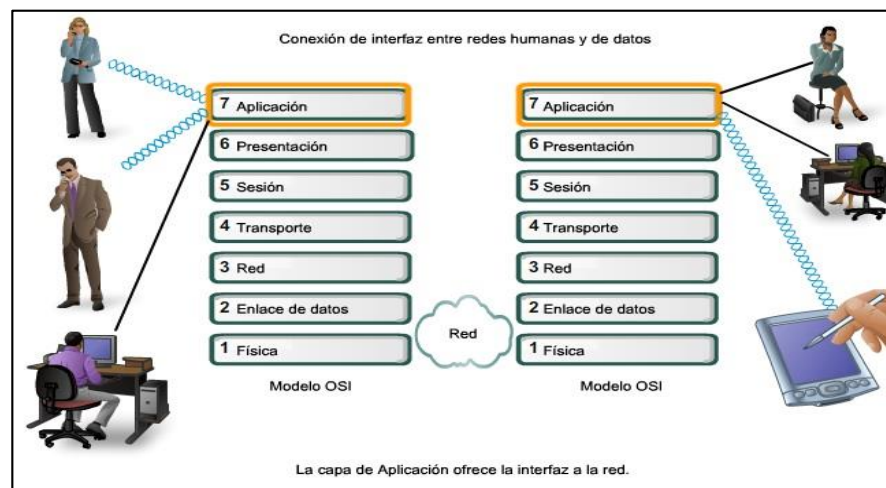 Conexión de interfaz entre redes humanas y de datos
7 Aplicación
6 Presentación
5 Sesión
4 Transporte
3 Red
2 Enlace de datos
1 Física
Modelo OSI
Red
7 Aplicación
6 Presentación
5 Sesión
4 Transporte
3 Red
2 Enlace de datos
1 Física
Modelo OSI
La capa de Aplicación ofrece la interfaz a la red.